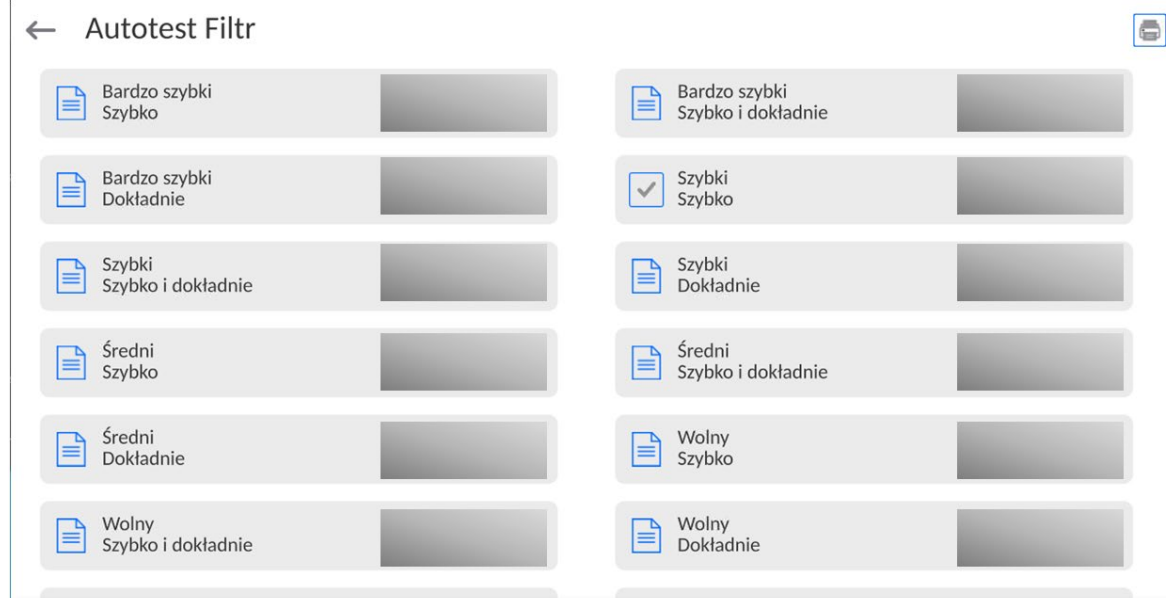 Autotest Filtr
Bardzo szybki
Szybko
Bardzo szybki
Szybko i dokładnie
Bardzo szybki
Dokładnie
Szybki
Szybko
Szybki
Szybko i dokładnie
Szybki
Dokładnie
Średni
Szybko
Średni
Szybko i dokładnie
Średni
Dokładnie
Wolny
Szybko
Wolny
Szybko i dokładnie
Wolny
Dokładnie